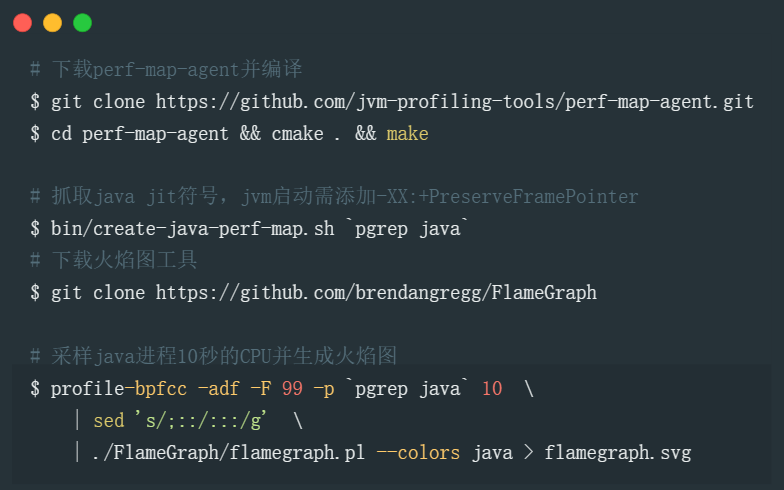 # 下载perf-map-agent并编译
$ git clone https://github.com/jvm-profiling-tools/perf-map-agent.git
$ cd perf-map-agent && cmake . && make
# 抓取java jit符号，jvm启动需添加-XX:+PreserveFramePointer
$ bin/create-java-perf-map.sh `pgrep java`
# 下载火焰图工具
$ git clone https://github.com/brendangregg/FlameGraph
# 采样java进程10秒的CPU并生成火焰图
$ profile-bpfcc -adf -F 99 -p `pgrep java` 10 \
| sed 's/;::/:::/g' \
| ./FlameGraph/flamegraph.pl --colors java > flamegraph.svg